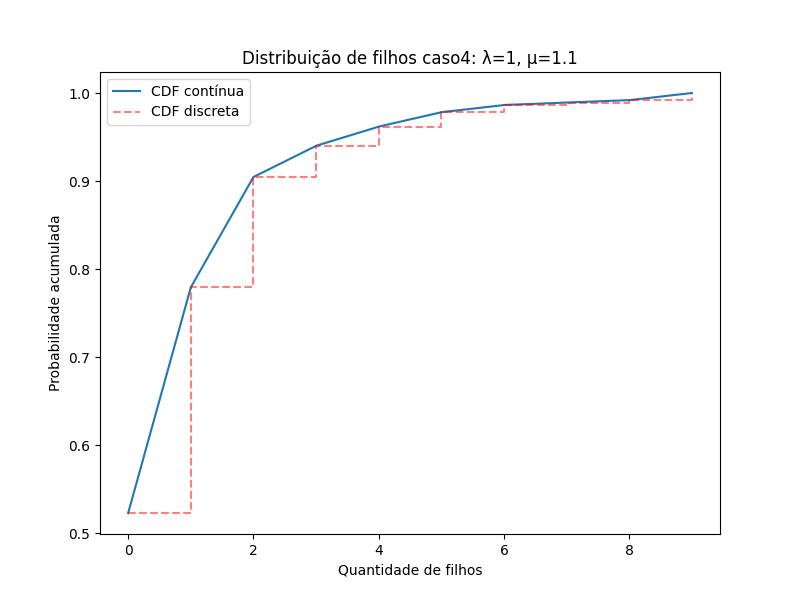 Distribuição de filhos caso4: λ=1, μ=1.1
CDF contínua
CDF discreta
1.0
0.9
0.8
0.7
0.6
0.5
Probabilidade acumulada
0 2 4 6 8
Quantidade de filhos